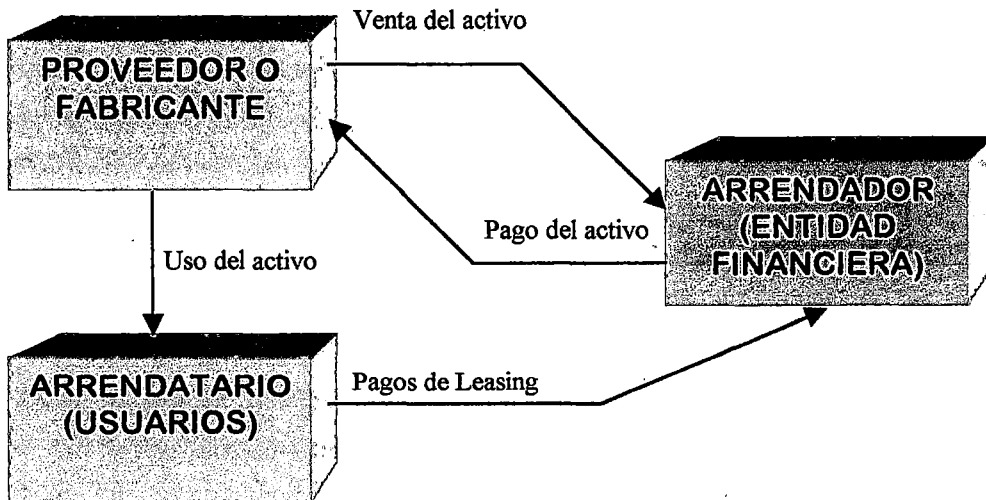 Venta del activo
PROVEEDOR O
FABRICANTE
ARRENDADOR
(ENTIDAD
FINANCIERA)
Pago del activo
Uso del activo
ARRENDATARIO
(USUARIOS)
Pagos de Leasing